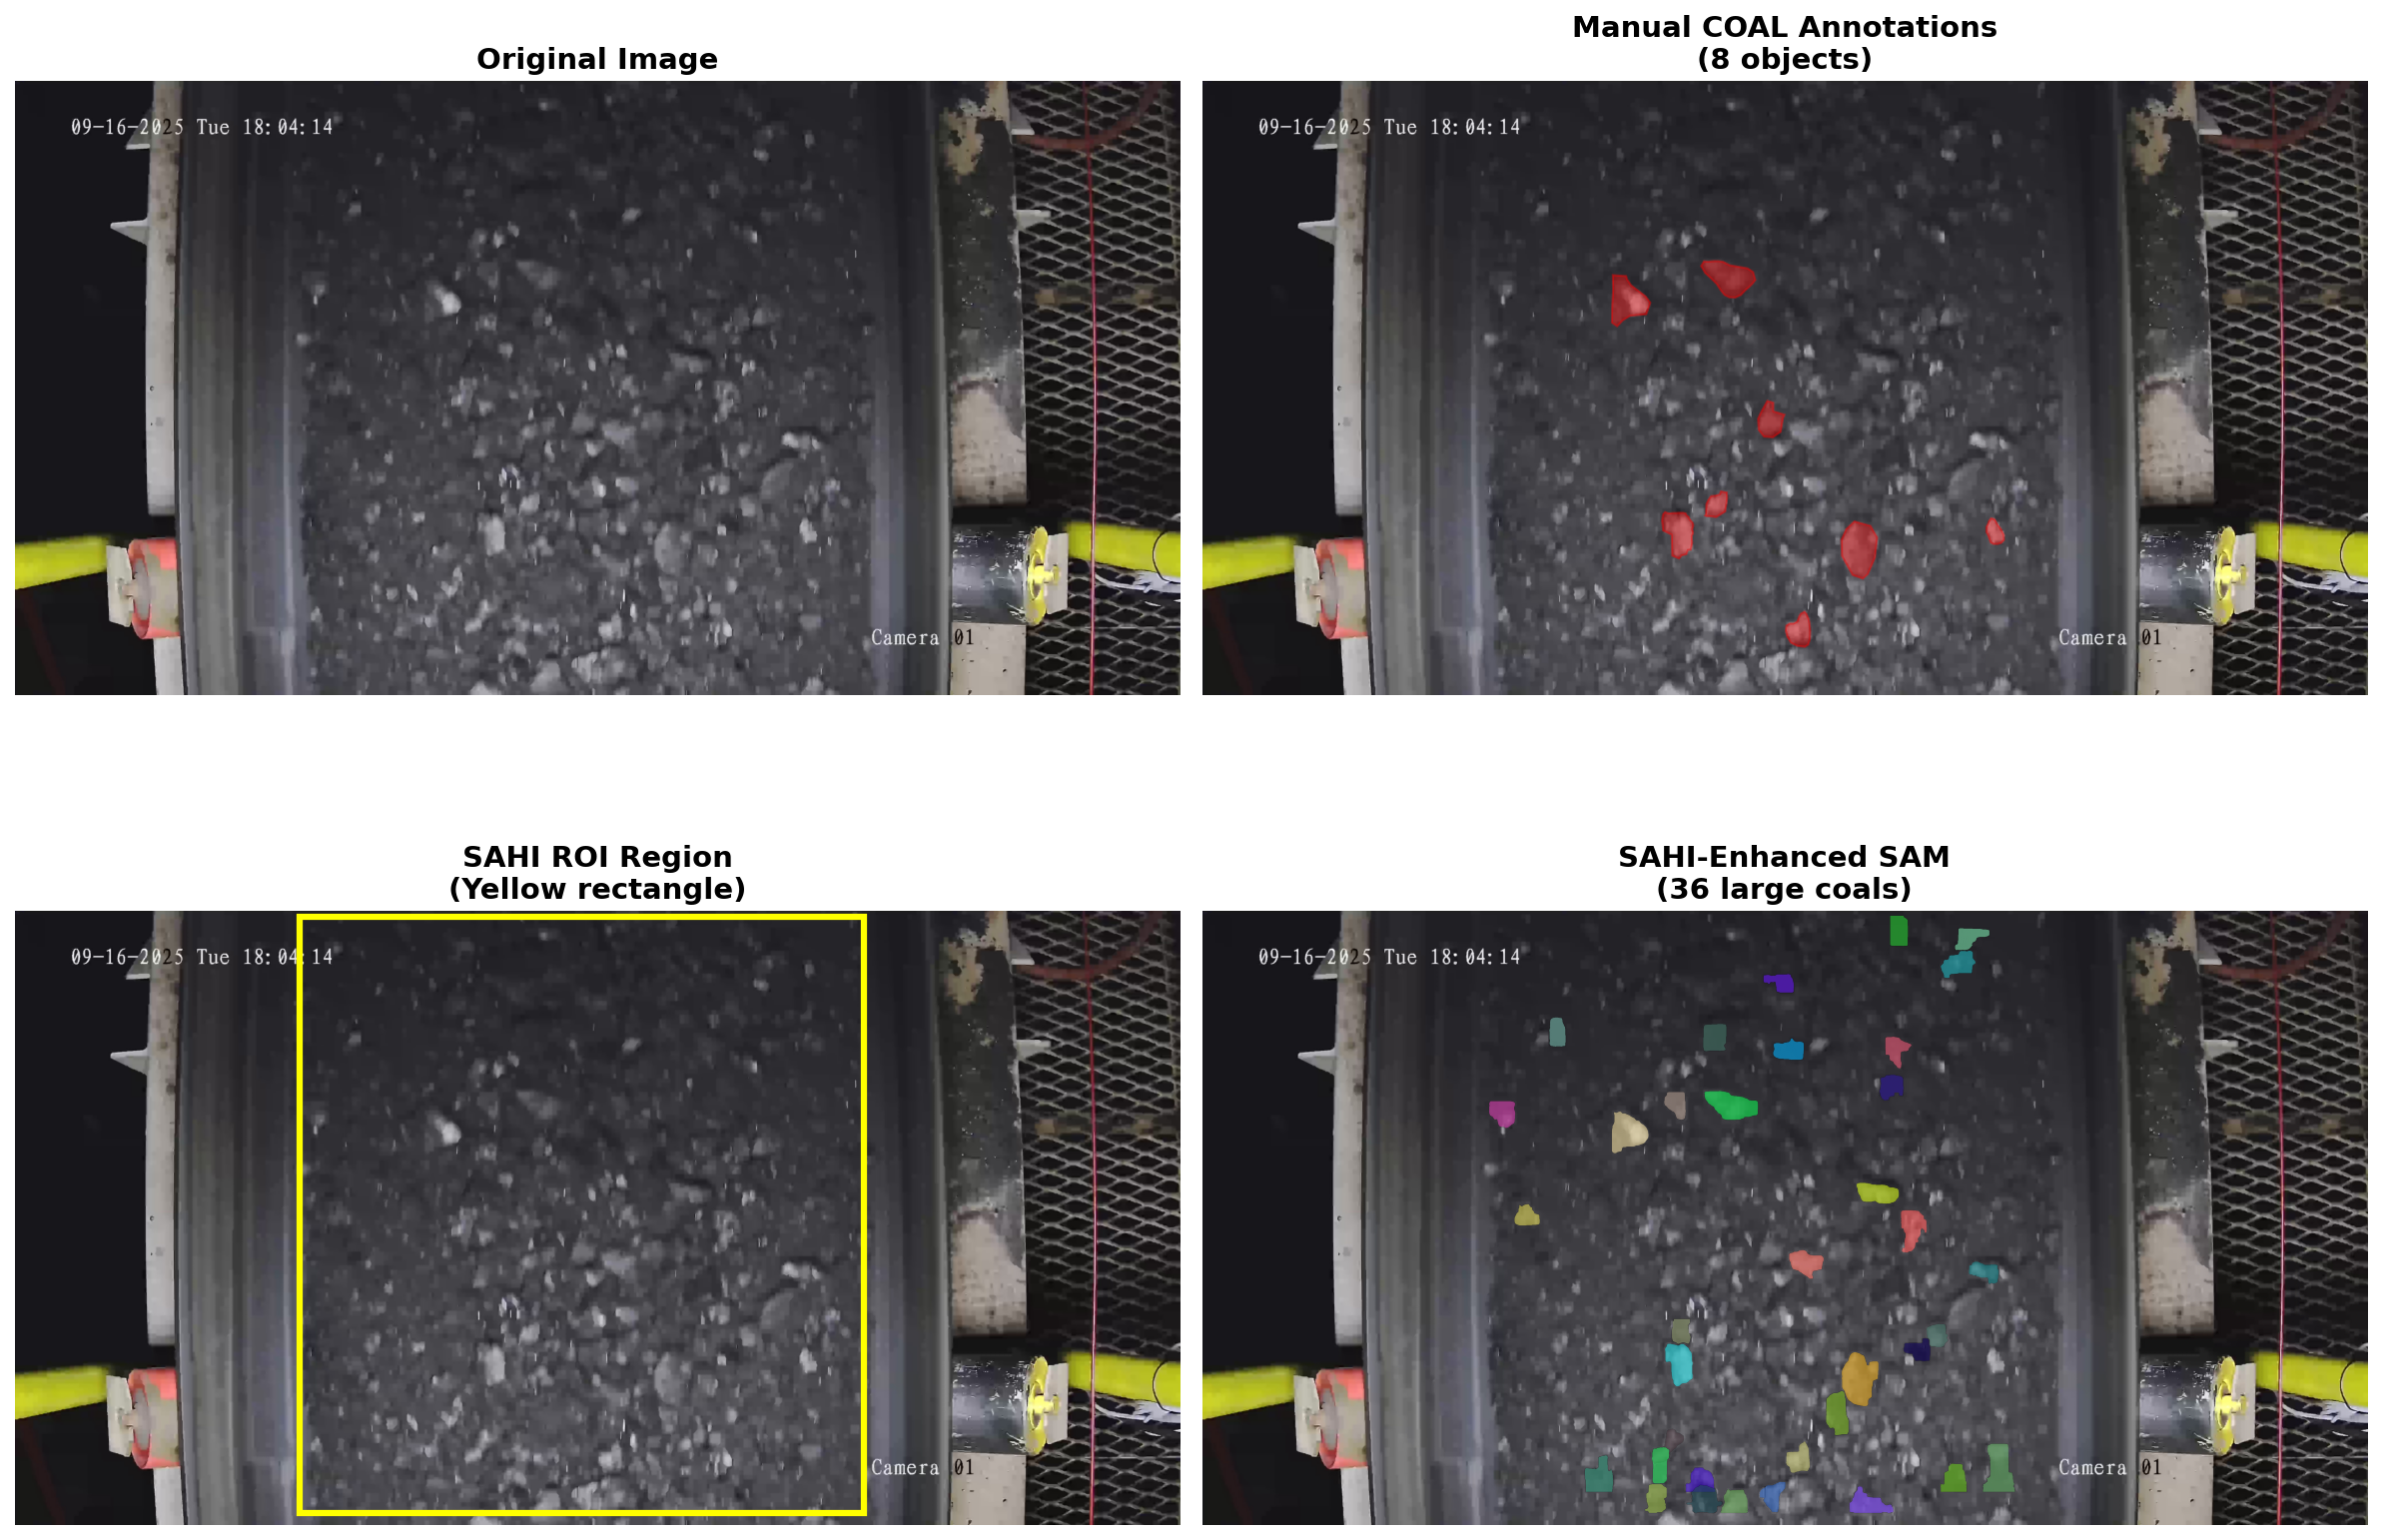 Original Image
09-16-2025 Tue 18:04:14
Camera 01
Manual COAL Annotations
(8 objects)
09-16-2025 Tue 18:04:14
Camera 01
SAHI ROI Region
(Yellow rectangle)
09-16-2025 Tue 18:04:14
Camera 01
SAHI-Enhanced SAM
(36 large coals)
09-16-2025 Tue 18:04:14
Camera 01